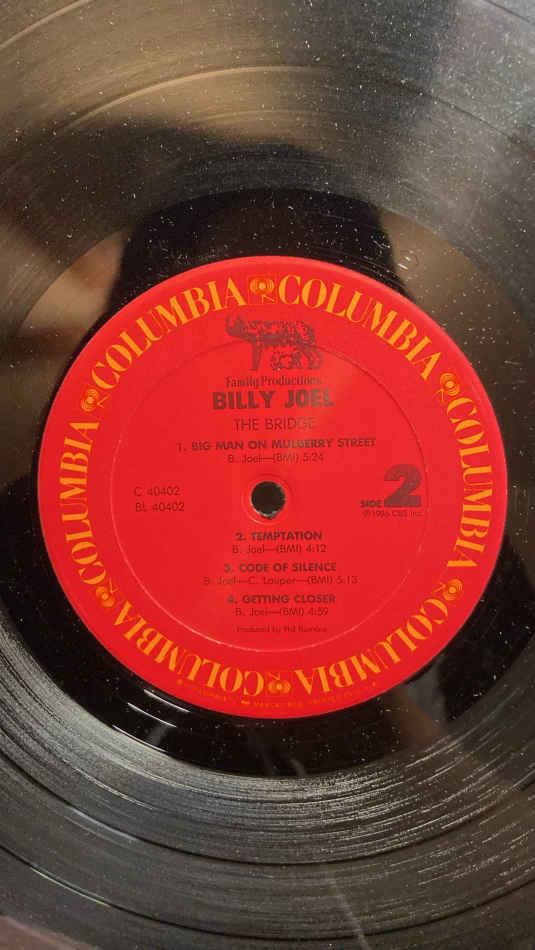 COLUMBIA COLUMBIA COLUMBIA COLUMBIA COLUMBIA COLUMBIA COLUMBIA
Family Productions
BILLY JOEL
THE BRIDGE
1. BIG MAN ON MULBERRY STREET
B. Joel—(BMI) 5:24
C 40402
BL 40402
SIDE 2
℗ 1986 CBS Inc.
2. TEMPTATION
B. Joel—(BMI) 4:12
3. CODE OF SILENCE
B. Joel—C. Lauper—(BMI) 5:13
4. GETTING CLOSER
B. Joel—(BMI) 4:59
Produced by Phil Ramone